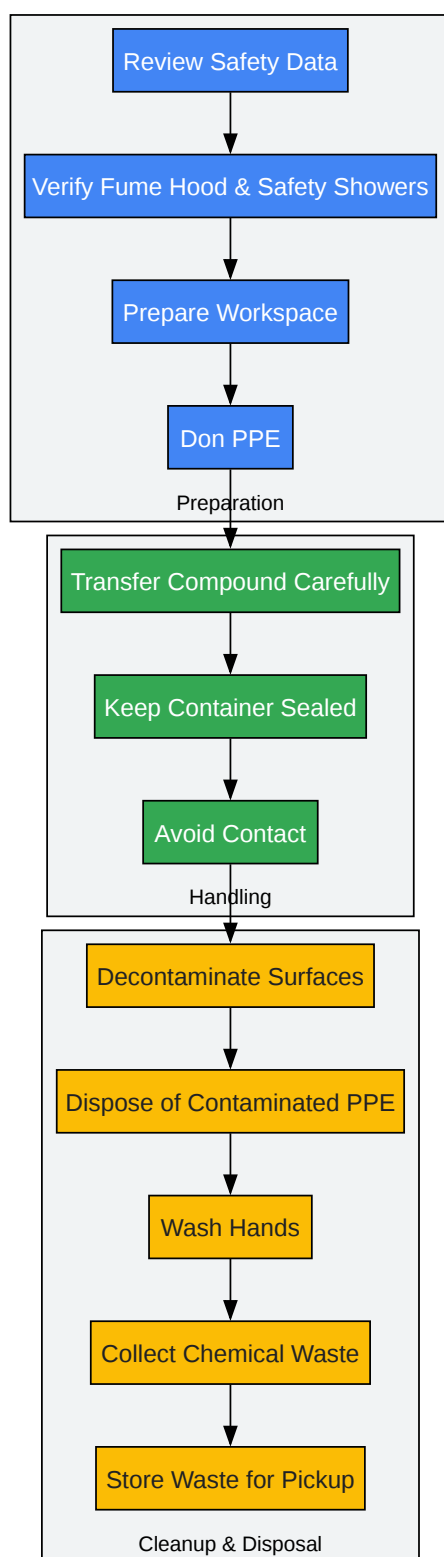 Review Safety Data
Verify Fume Hood & Safety Showers
Prepare Workspace
Don PPE
Preparation
Transfer Compound Carefully
Keep Container Sealed
Avoid Contact
Handling
Decontaminate Surfaces
Dispose of Contaminated PPE
Wash Hands
Collect Chemical Waste
Store Waste for Pickup
Cleanup & Disposal